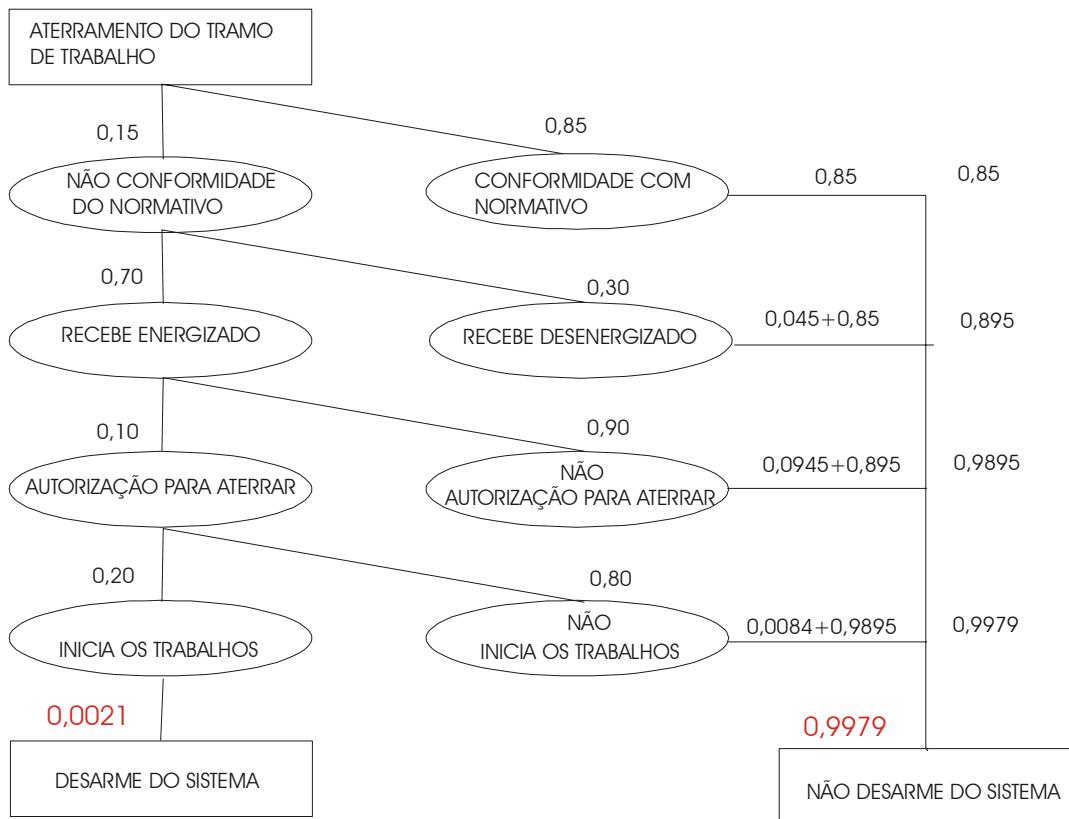 ATERRAMENTO DO TRAMO
DE TRABALHO
0,15
0,85
NÃO CONFORMIDADE
DO NORMATIVO
CONFORMIDADE COM
NORMATIVO
0,85
0,85
0,70
0,30
RECEBE ENERGIZADO
RECEBE DESENERGIZADO
0,045+0,85
0,895
0,10
0,90
AUTORIZAÇÃO PARA ATERRAR
NÃO
AUTORIZAÇÃO PARA ATERRAR
0,0945+0,895
0,9895
0,20
0,80
INICIA OS TRABALHOS
NÃO
INICIA OS TRABALHOS
0,0084+0,9895
0,9979
0,0021
0,9979
DESARME DO SISTEMA
NÃO DESARME DO SISTEMA